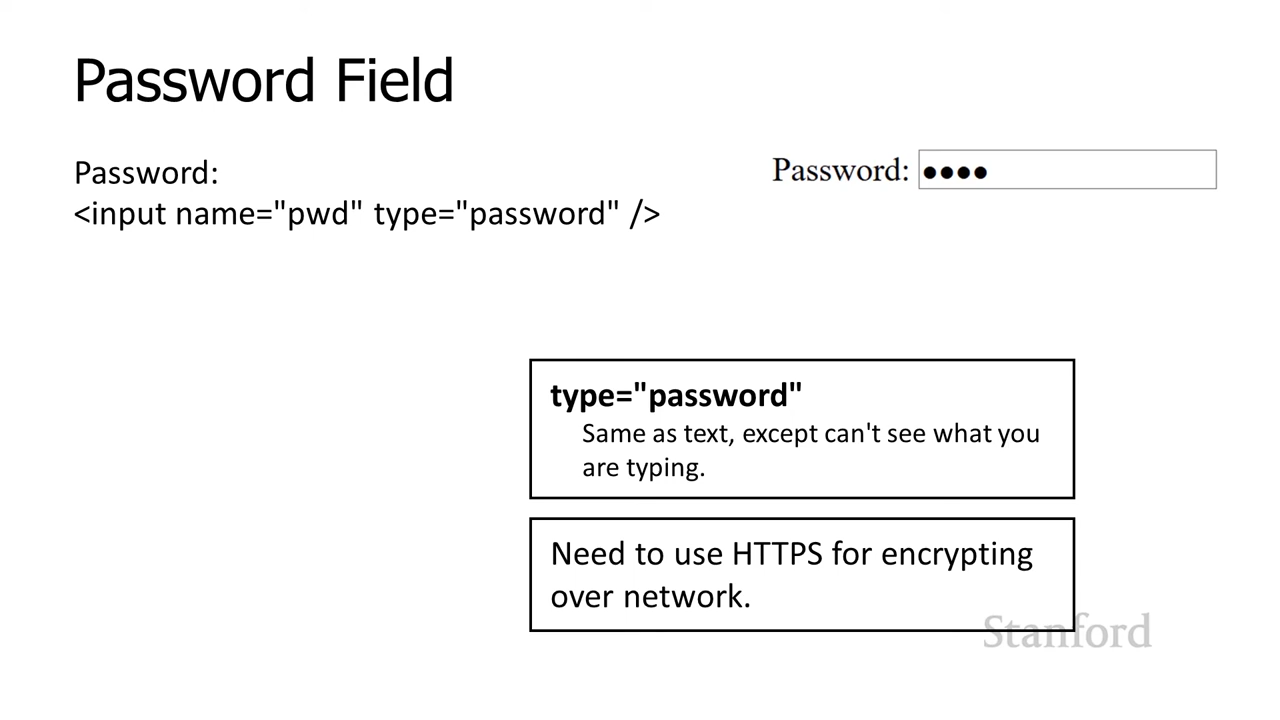 Password Field
Password:
<input name="pwd" type="password" />
Password: ●●●●
type="password"
Same as text, except can't see what you
are typing.
Need to use HTTPS for encrypting
over network.
Stanford